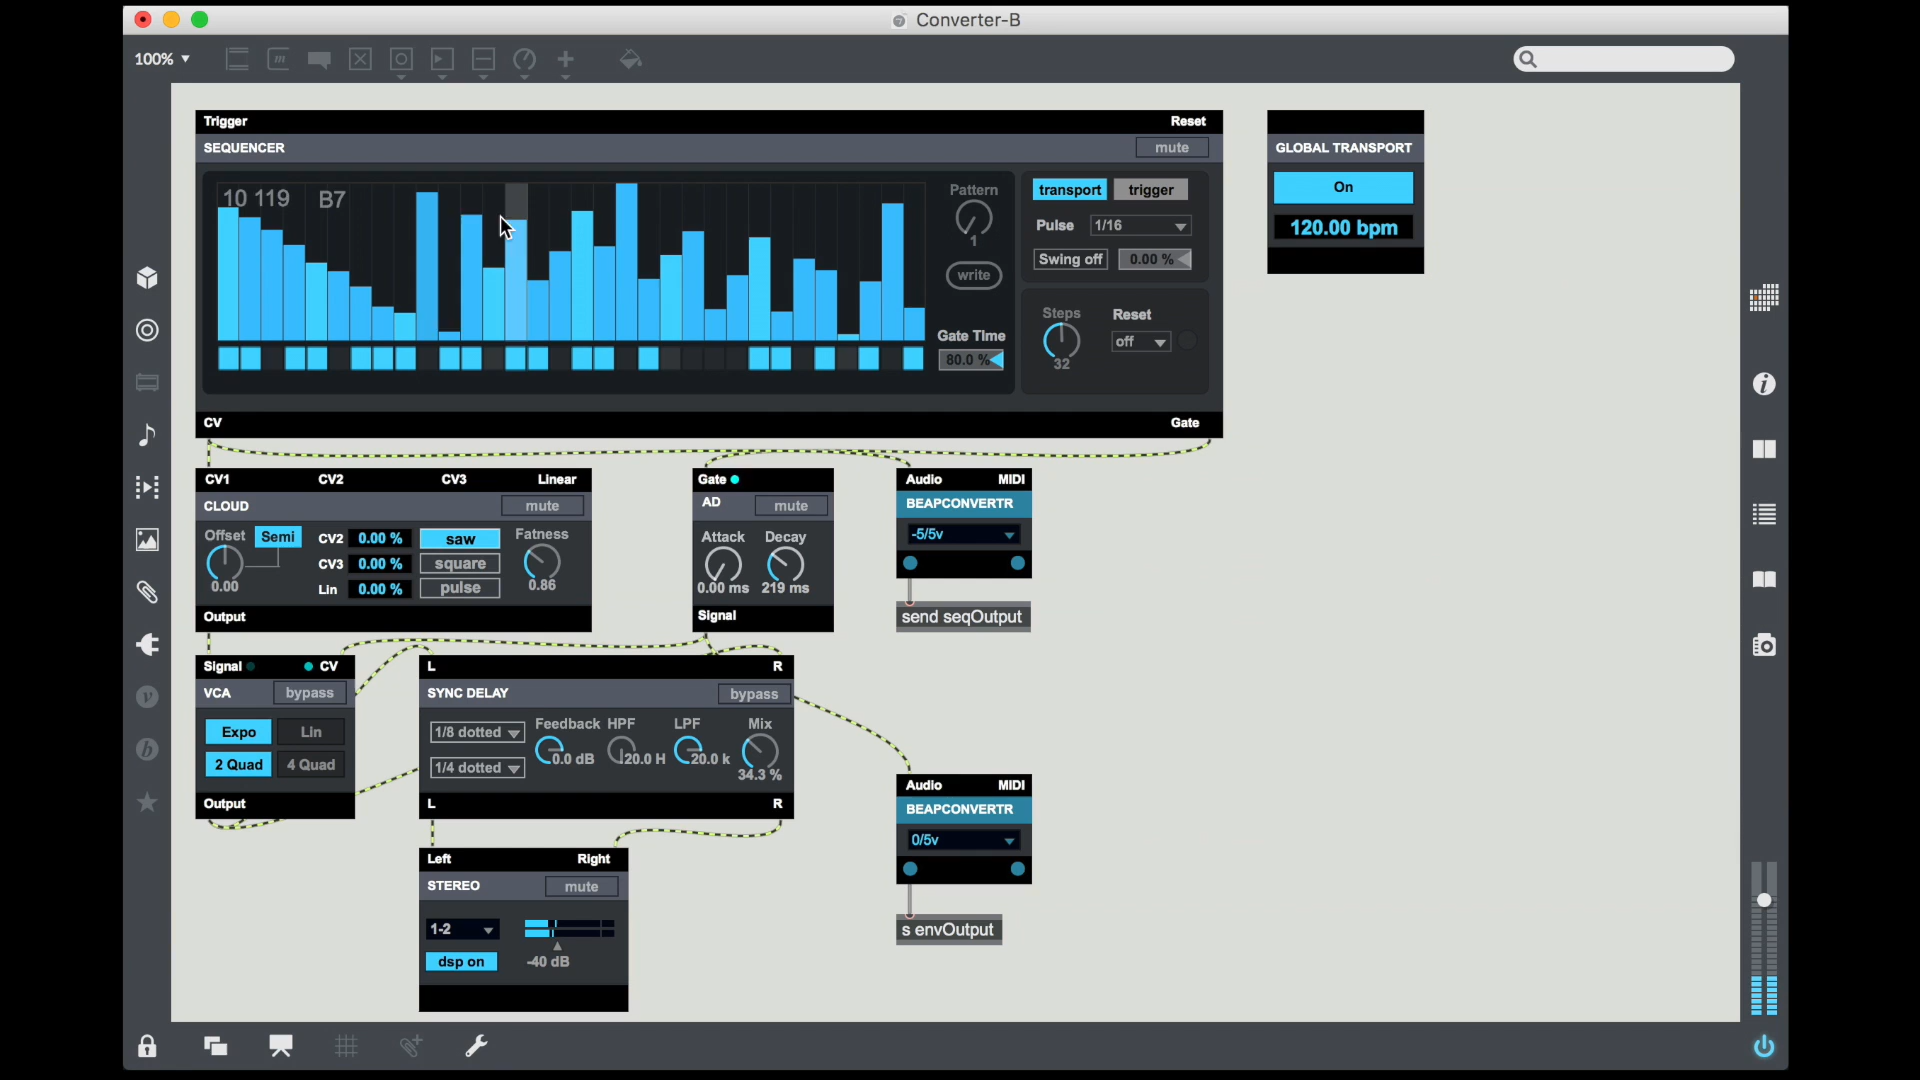 Converter-B
100%
m
Trigger Reset
SEQUENCER mute
10 119 B7
Pattern
1
write
Gate TIme
80.0 %
transport trigger
Pulse 1/16
Swing off 0.00 %
Steps Reset
off
32
CV Gate
GLOBAL TRANSPORT
On
120.00 bpm
CV1 CV2 CV3 Linear
CLOUD mute
Offset Semi
0.00
CV2 0.00 % saw
CV3 0.00 % square
Lin 0.00 % pulse
Fatness
0.86
Output
Gate
AD mute
Attack Decay
0.00 ms 219 ms
Signal
Audio MIDI
BEAPCONVERTR
-5/5v
send seqOutput
Signal CV
VCA bypass
Expo Lin
2 Quad 4 Quad
Output
L R
SYNC DELAY bypass
1/8 dotted
1/4 dotted
Feedback HPF LPF Mix
0.0 dB 20.0 H 20.0 k
34.3 %
L R
Audio MIDI
BEAPCONVERTR
0/5v
s envOutput
Left Right
STEREO mute
1-2
dsp on
-40 dB
i
v
b